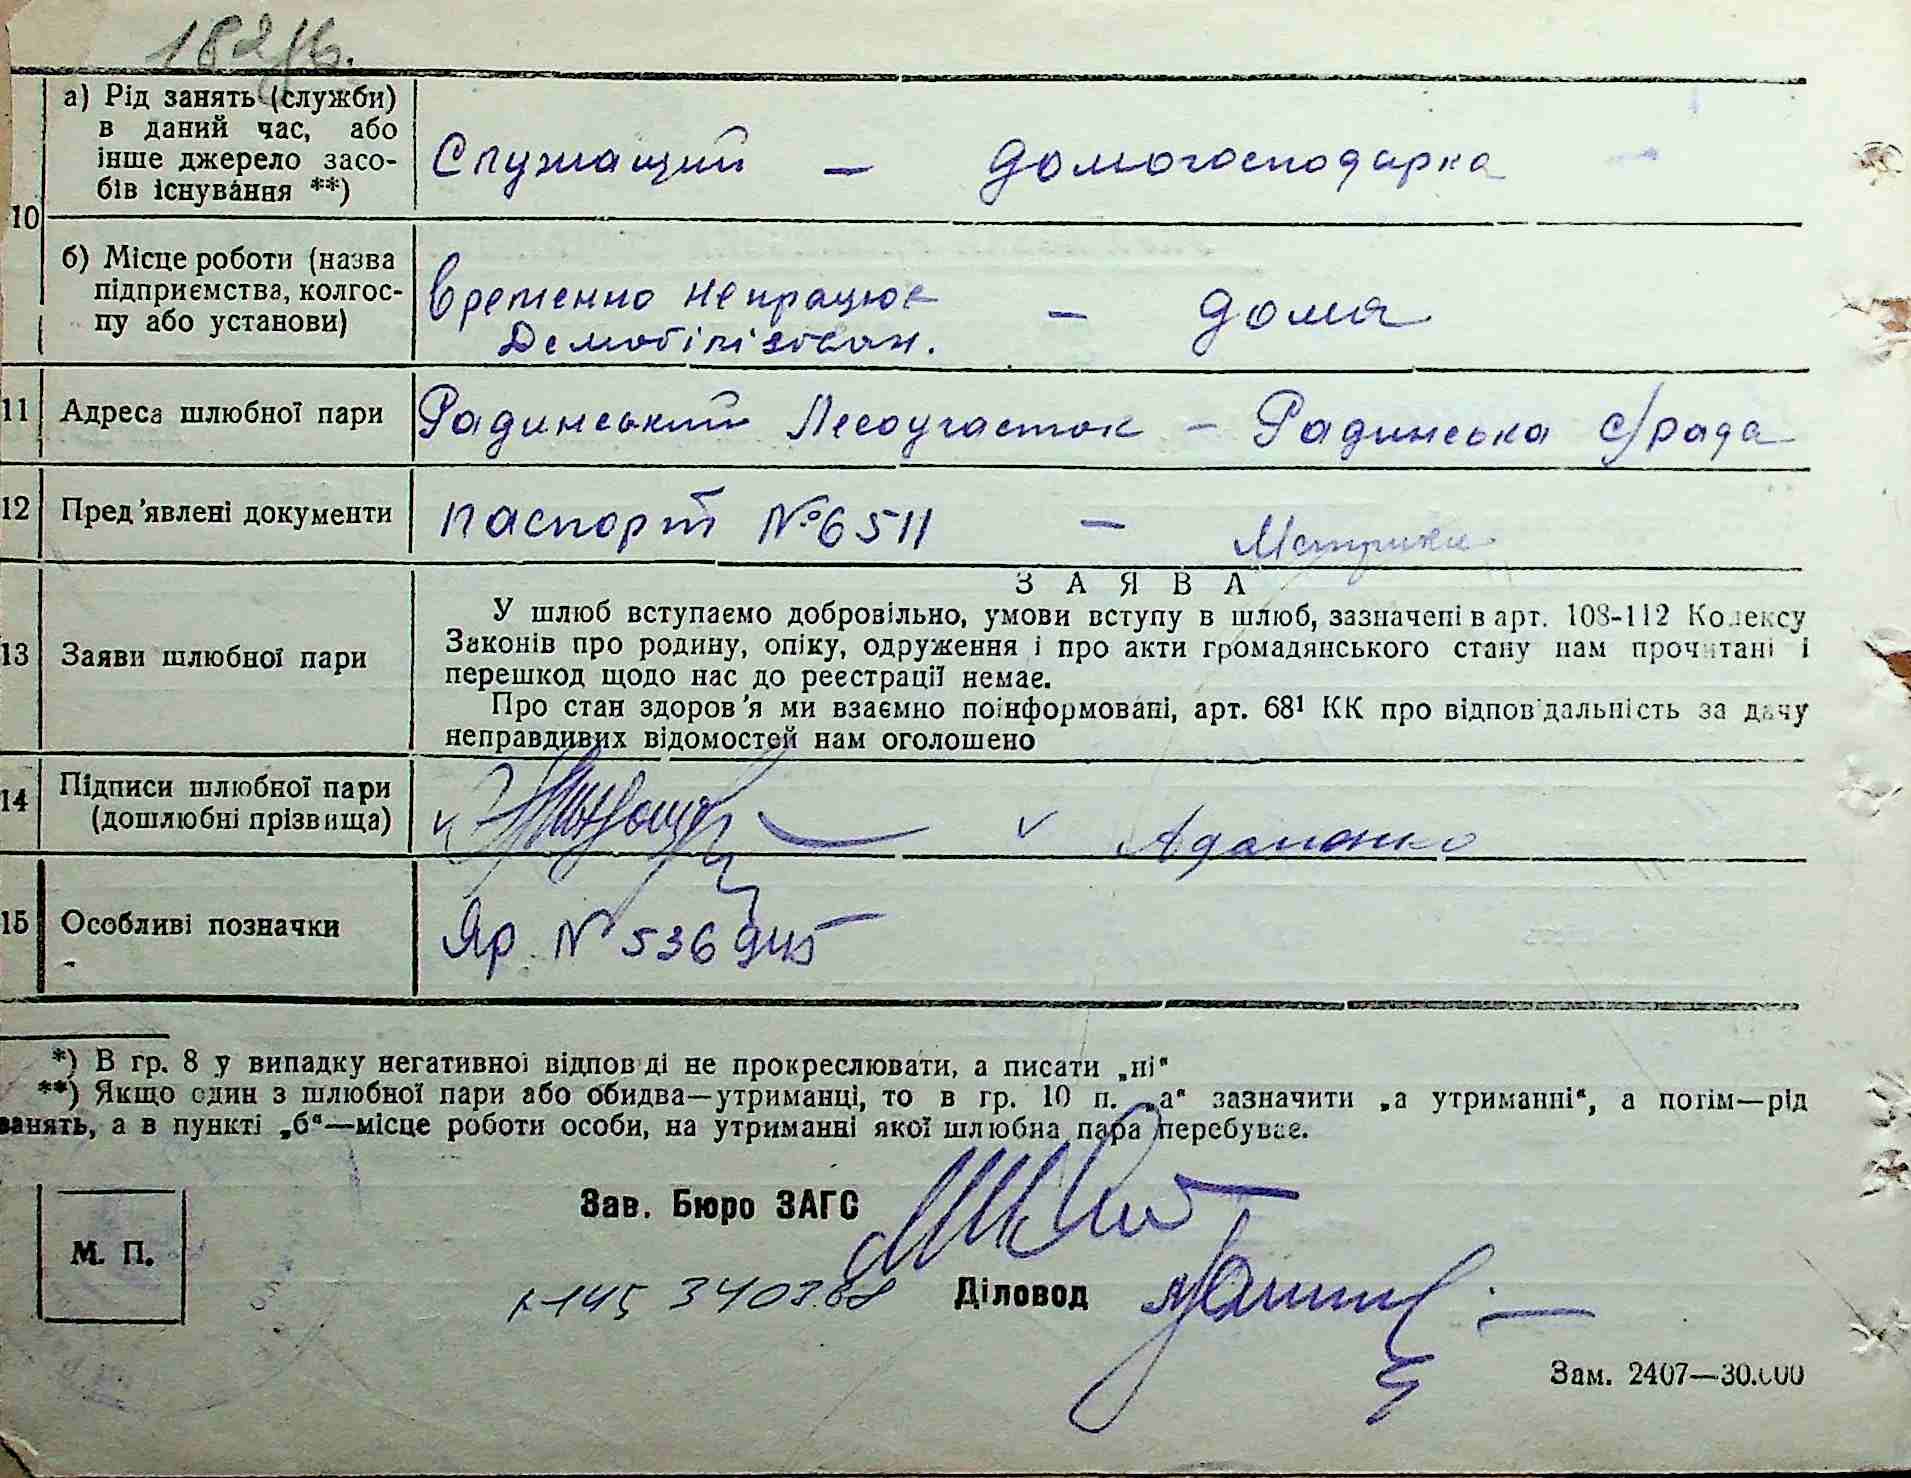 182/б.
10
а) Рід занять (служби)
в даний час, або
інше джерело засо-
бів існування **)
Служащий — домогосподарка
б) Місце роботи (назва
підприємства, колгос-
пу або установи)
Временно непрацює — дома
Демобілізован.
11 Адреса шлюбної пари Радинський Лесоучасток — Радинська с/рада
12 Пред'явлені документи паспорт №6511 — Метрика
13 Заяви шлюбної пари
ЗАЯВА
У шлюб вступаємо добровільно, умови вступу в шлюб, зазначені в арт. 108-112 Кодексу
Законів про родину, опіку, одруження і про акти громадянського стану нам прочитані і
перешкод щодо нас до реєстрації немає.
Про стан здоров'я ми взаємно поінформовані, арт. 68¹ КК про відповідальність за дачу
неправдивих відомостей нам оголошено
14 Підписи шлюбної пари
(дошлюбні прізвища)
v v Адаменко
15 Особливі позначки Яр. N 536945
*) В гр. 8 у випадку негативної відповіді не прокреслювати, а писати „ні“
**) Якщо один з шлюбної пари або обидва—утриманці, то в гр. 10 п. „а“ зазначити „а утриманні“, а потім—рід
занять, а в пункті „б“—місце роботи особи, на утриманні якої шлюбна пара перебуває.
Зав. Бюро ЗАГС
М. П.
Діловод
Зам. 2407—30.000